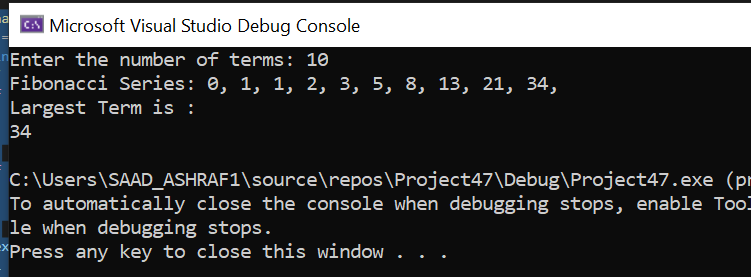 Microsoft Visual Studio Debug Console
Enter the number of terms: 10
Fibonacci Series: 0, 1, 1, 2, 3, 5, 8, 13, 21, 34,
Largest Term is :
34
C:\Users\SAAD_ASHRAF1\source\repos\Project47\Debug\Project47.exe (pr
To automatically close the console when debugging stops, enable Tool
le when debugging stops.
Press any key to close this window . . .